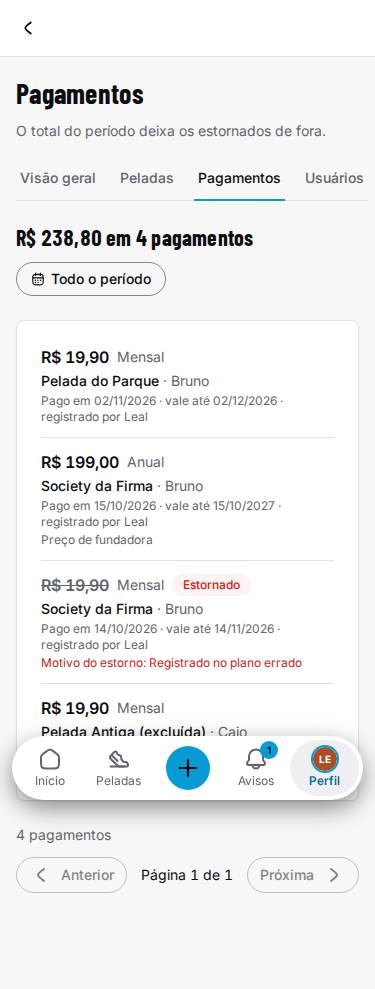 Pagamentos
O total do período deixa os estornados de fora.
Visão geral Peladas Pagamentos Usuários
R$ 238,80 em 4 pagamentos
Todo o período
R$ 19,90 Mensal
Pelada do Parque · Bruno
Pago em 02/11/2026 · vale até 02/12/2026 ·
registrado por Leal
R$ 199,00 Anual
Society da Firma · Bruno
Pago em 15/10/2026 · vale até 15/10/2027 ·
registrado por Leal
Preço de fundadora
R$ 19,90 Mensal Estornado
Society da Firma · Bruno
Pago em 14/10/2026 · vale até 14/11/2026 ·
registrado por Leal
Motivo do estorno: Registrado no plano errado
R$ 19,90 Mensal
Pelada Antiga (excluída) · Caio
1
LE
Início Peladas Avisos Perfil
4 pagamentos
Anterior Página 1 de 1 Próxima